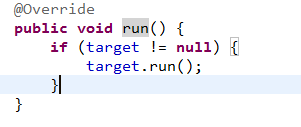 @Override
public void run() {
    if (target != null) {
        target.run();
    }
}